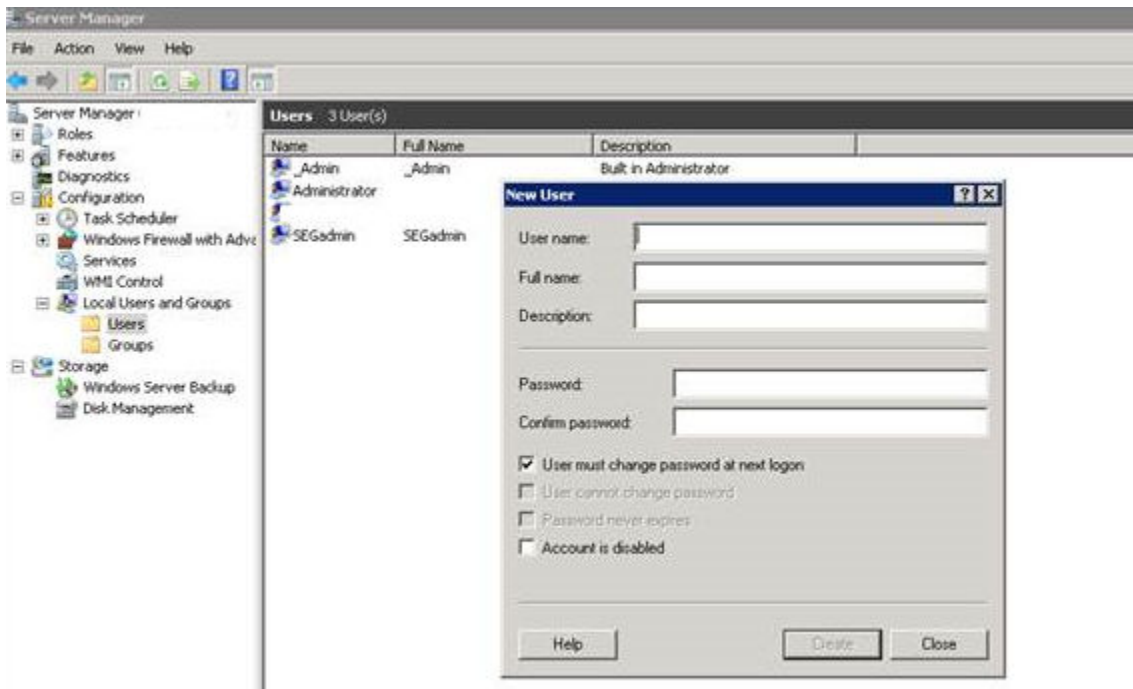 Server Manager
File Action View Help
Server Manager
Roles
Features
Diagnostics
Configuration
Task Scheduler
Windows Firewall with Adva
Services
WMI Control
Local Users and Groups
Users
Groups
Storage
Windows Server Backup
Disk Management
Users 3 User(s)
Name Full Name Description
_Admin _Admin Built in Administrator
Administrator
SEGadmin SEGadmin
New User
User name:
Full name:
Description:
Password:
Confirm password:
User must change password at next logon
User cannot change password
Password never expires
Account is disabled
Help Create Close